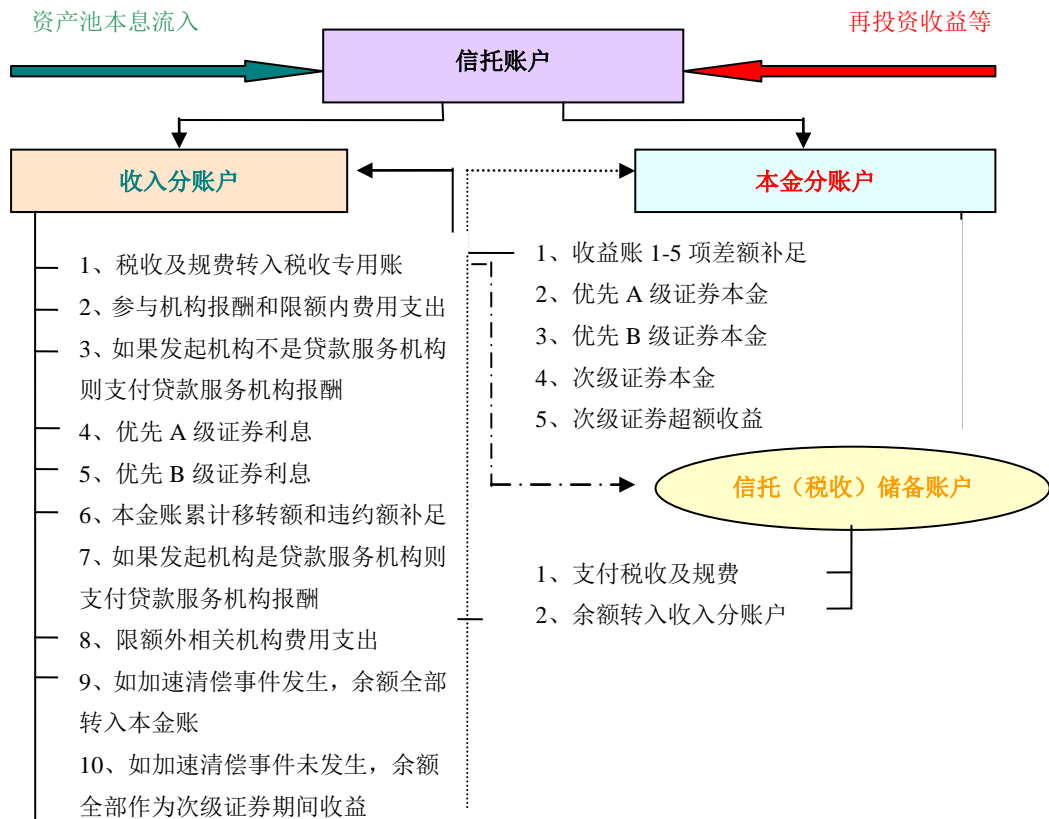 资产池本息流入
再投资收益等
信托账户
收入分账户
本金分账户
1、税收及规费转入税收专用账
2、参与机构报酬和限额内费用支出
3、如果发起机构不是贷款服务机构
则支付贷款服务机构报酬
4、优先 A 级证券利息
5、优先 B 级证券利息
6、本金账累计移转额和违约额补足
7、如果发起机构是贷款服务机构则
支付贷款服务机构报酬
8、限额外相关机构费用支出
9、如加速清偿事件发生，余额全部
转入本金账
10、如加速清偿事件未发生，余额
全部作为次级证券期间收益
1、收益账 1-5 项差额补足
2、优先 A 级证券本金
3、优先 B 级证券本金
4、次级证券本金
5、次级证券超额收益
信托（税收）储备账户
1、支付税收及规费
2、余额转入收入分账户